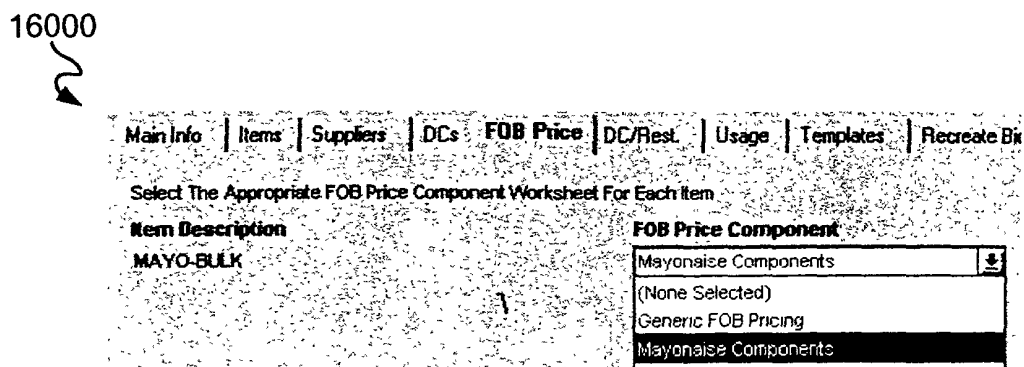 16000
Main Info Items Suppliers DCs FOB Price DC/Rest. Usage Templates Recreate Bid
Select The Appropriate FOB Price Component Worksheet For Each Item
Item Description FOB Price Component
MAYO-BULK Mayonaise Components
(None Selected)
Generic FOB Pricing
Mayonaise Components